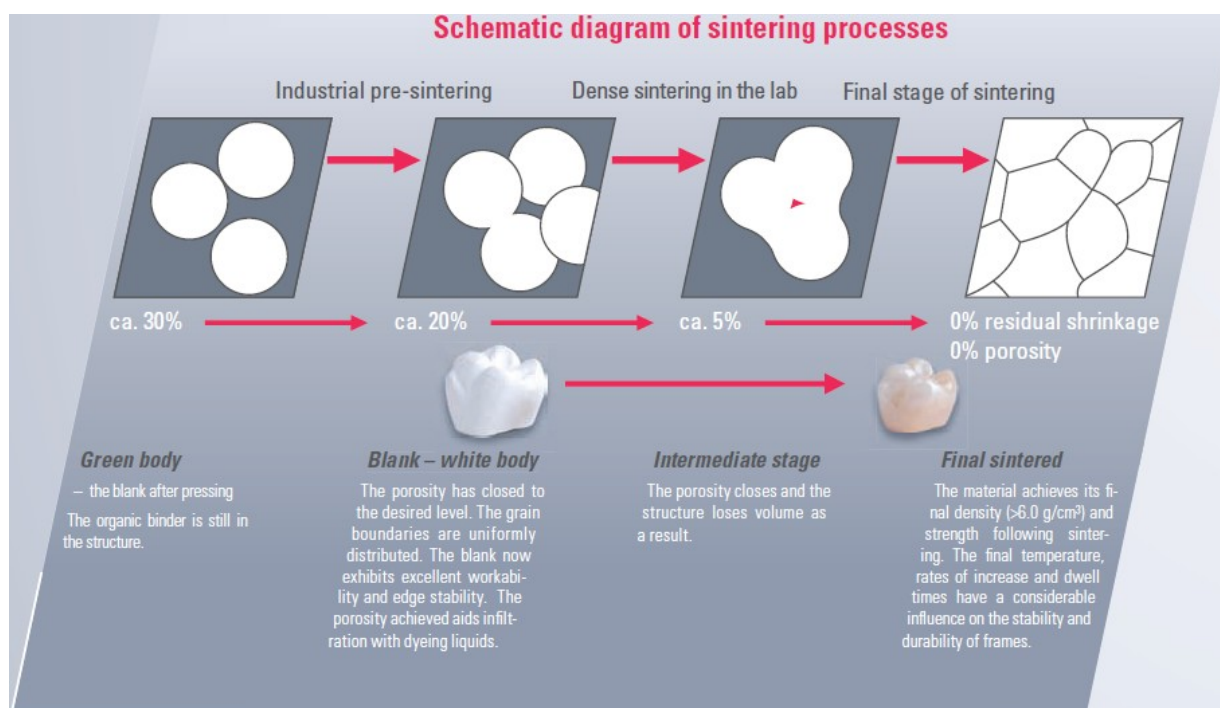 Schematic diagram of sintering processes
Industrial pre-sintering
Dense sintering in the lab
Final stage of sintering
ca. 30%
ca. 20%
ca. 5%
0% residual shrinkage
0% porosity
Green body
– the blank after pressing
The organic binder is still in
the structure.
Blank – white body
The porosity has closed to
the desired level. The grain
boundaries are uniformly
distributed. The blank now
exhibits excellent workabi-
lity and edge stability. The
porosity achieved aids infilt-
ration with dyeing liquids.
Intermediate stage
The porosity closes and the
structure loses volume as
a result.
Final sintered
The material achieves its fi-
nal density (>6.0 g/cm³) and
strength following sinter-
ing. The final temperature,
rates of increase and dwell
times have a considerable
influence on the stability and
durability of frames.